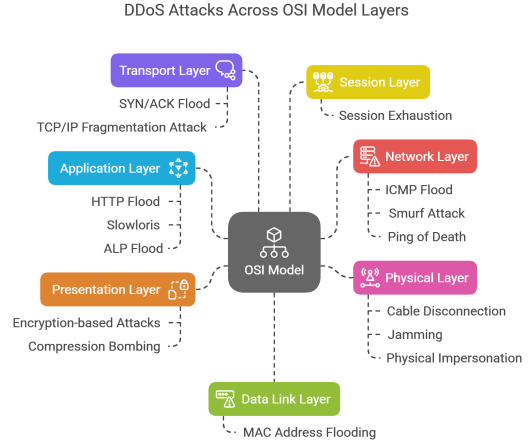 DDoS Attacks Across OSI Model Layers
Transport Layer
SYN/ACK Flood
TCP/IP Fragmentation Attack
Session Layer
Session Exhaustion
Application Layer
HTTP Flood
Slowloris
ALP Flood
Network Layer
ICMP Flood
Smurf Attack
Ping of Death
OSI Model
Presentation Layer
Encryption-based Attacks
Compression Bombing
Physical Layer
Cable Disconnection
Jamming
Physical Impersonation
Data Link Layer
MAC Address Flooding